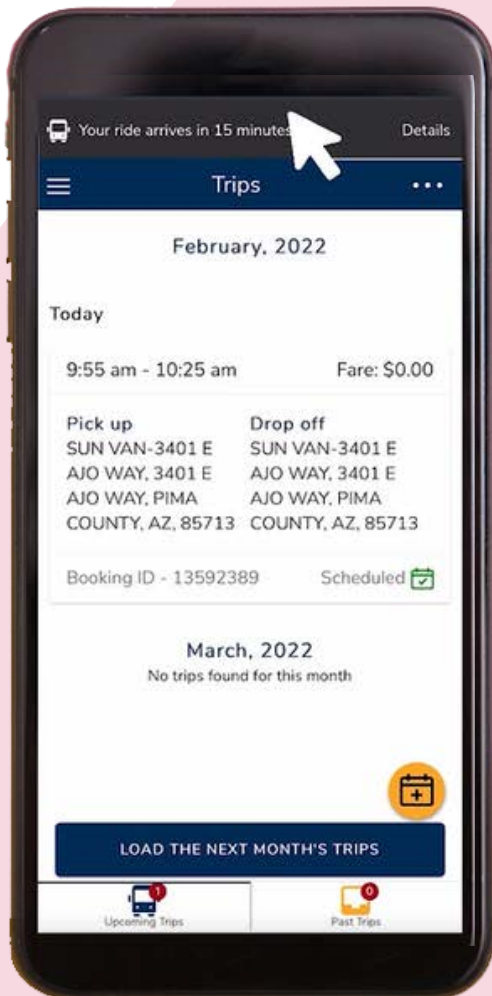 Your ride arrives in 15 minutes
Details
Trips
February, 2022
Today
9:55 am - 10:25 am
Fare: $0.00
Pick up
SUN VAN-3401 E
AJO WAY, 3401 E
AJO WAY, PIMA
COUNTY, AZ, 85713
Drop off
SUN VAN-3401 E
AJO WAY, 3401 E
AJO WAY, PIMA
COUNTY, AZ, 85713
Booking ID - 13592389
Scheduled
March, 2022
No trips found for this month
LOAD THE NEXT MONTH'S TRIPS
1
Upcoming Trips
0
Past Trips